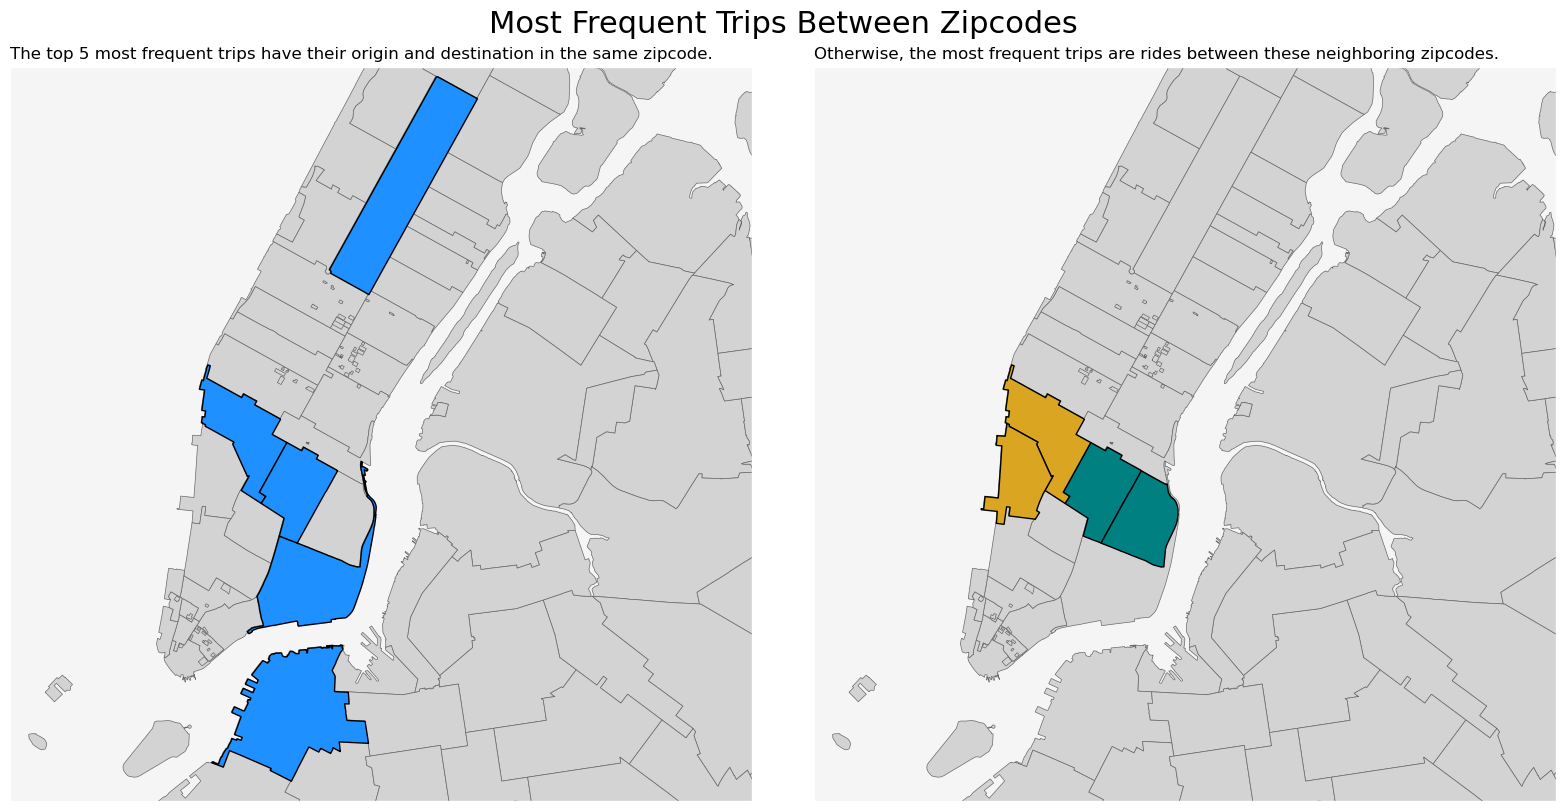 Most Frequent Trips Between Zipcodes
The top 5 most frequent trips have their origin and destination in the same zipcode.
Otherwise, the most frequent trips are rides between these neighboring zipcodes.